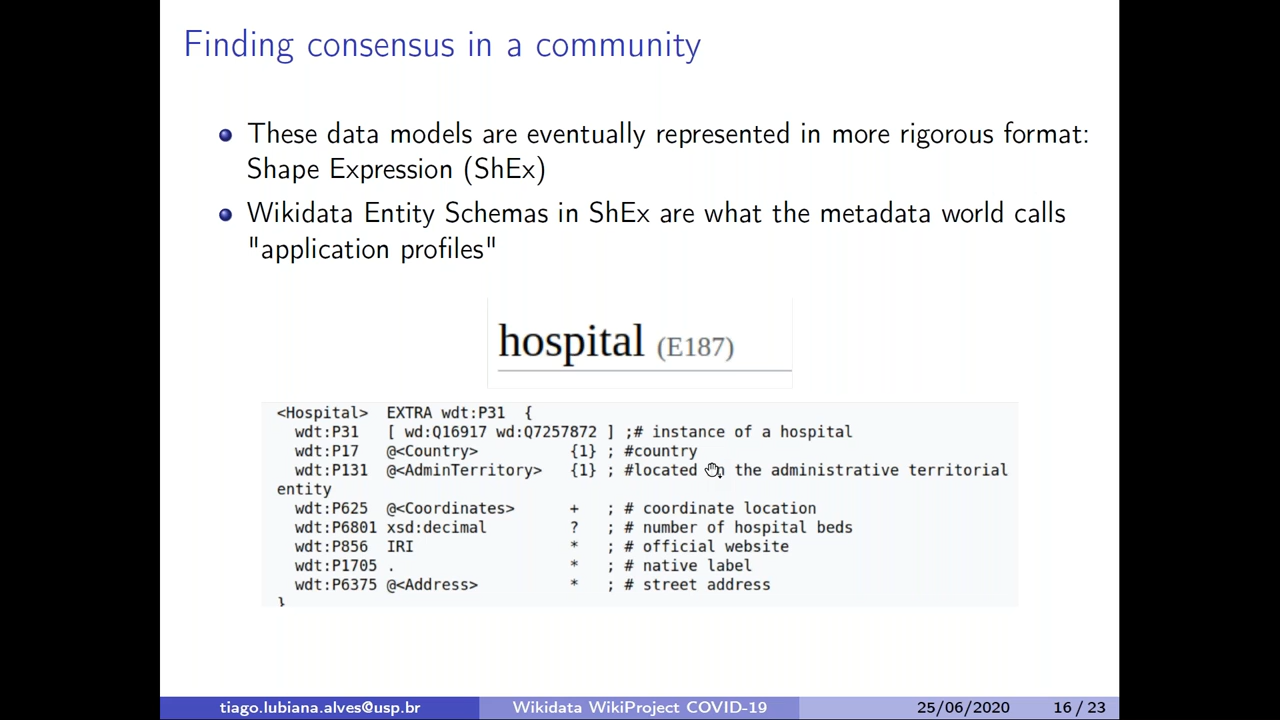 Finding consensus in a community
These data models are eventually represented in more rigorous format:
Shape Expression (ShEx)
Wikidata Entity Schemas in ShEx are what the metadata world calls
"application profiles"
hospital (E187)
<Hospital> EXTRA wdt:P31 {
wdt:P31 [ wd:Q16917 wd:Q7257872 ] ;# instance of a hospital
wdt:P17 @<Country> {1} ; #country
wdt:P131 @<AdminTerritory> {1} ; #located in the administrative territorial
entity
wdt:P625 @<Coordinates> + ; # coordinate location
wdt:P6801 xsd:decimal ? ; # number of hospital beds
wdt:P856 IRI * ; # official website
wdt:P1705 . * ; # native label
wdt:P6375 @<Address> * ; # street address
}
tiago.lubiana.alves@usp.br Wikidata WikiProject COVID-19 25/06/2020 16 / 23